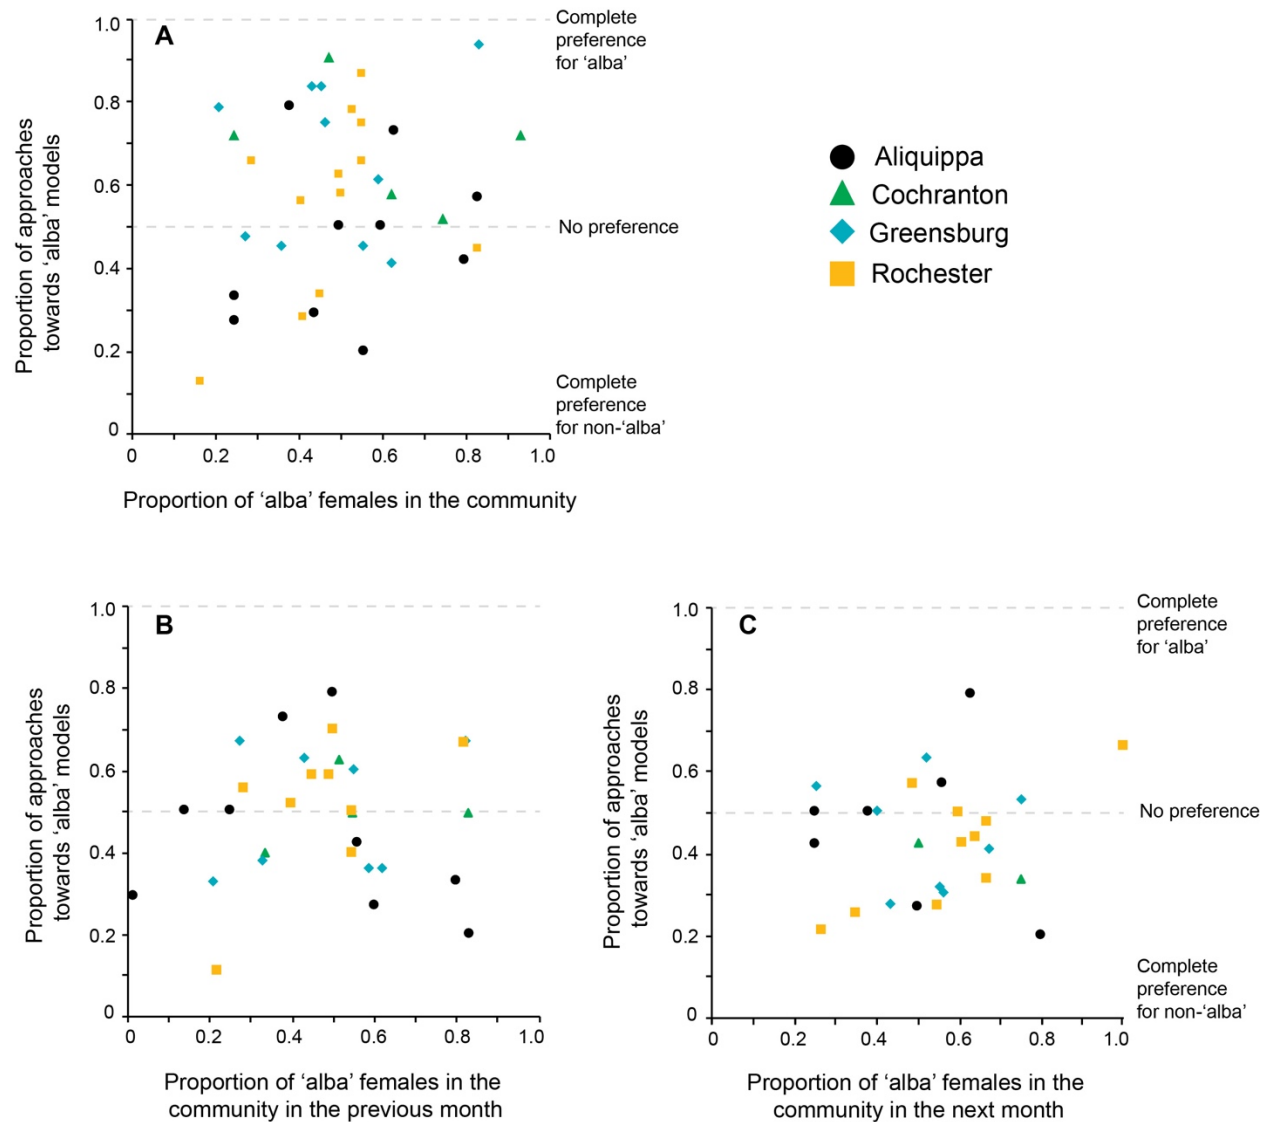 A
Complete
preference
for ‘alba’
No preference
Complete
preference
for non-‘alba’
1.0
0.8
0.6
0.4
0.2
0
0 0.2 0.4 0.6 0.8 1.0
Proportion of approaches
towards ‘alba’ models
Proportion of ‘alba’ females in the community
Aliquippa
Cochranton
Greensburg
Rochester
B
1.0
0.8
0.6
0.4
0.2
0
0 0.2 0.4 0.6 0.8 1.0
Proportion of approaches
towards ‘alba’ models
Proportion of ‘alba’ females in the
community in the previous month
C
Complete
preference
for ‘alba’
No preference
Complete
preference
for non-‘alba’
1.0
0.8
0.6
0.4
0.2
0
0 0.2 0.4 0.6 0.8 1.0
Proportion of approaches
towards ‘alba’ models
Proportion of ‘alba’ females in the
community in the next month